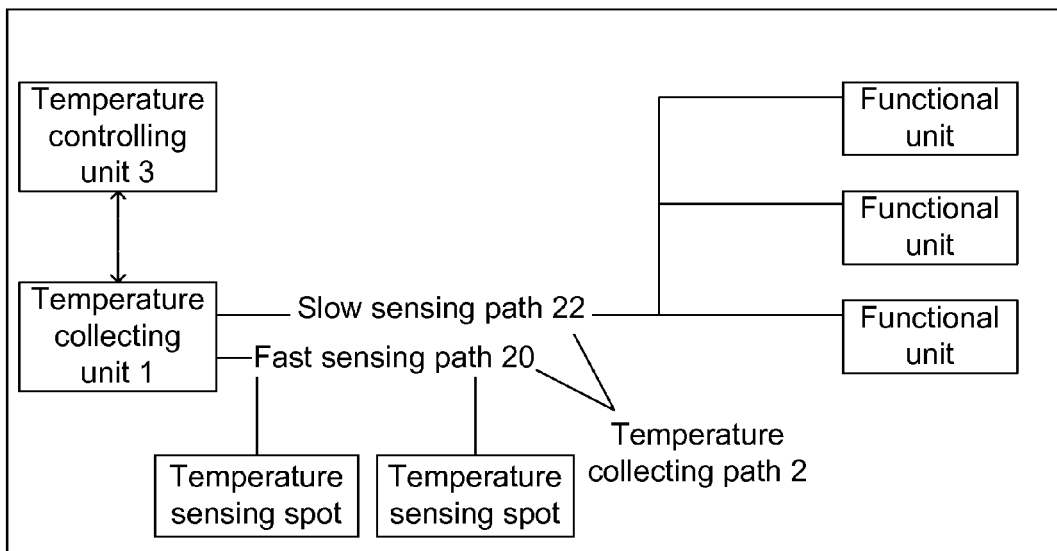 Temperature
controlling
unit 3
Functional
unit
Functional
unit
Temperature
collecting
unit 1
Slow sensing path 22
Functional
unit
Fast sensing path 20
Temperature
collecting path 2
Temperature
sensing spot
Temperature
sensing spot